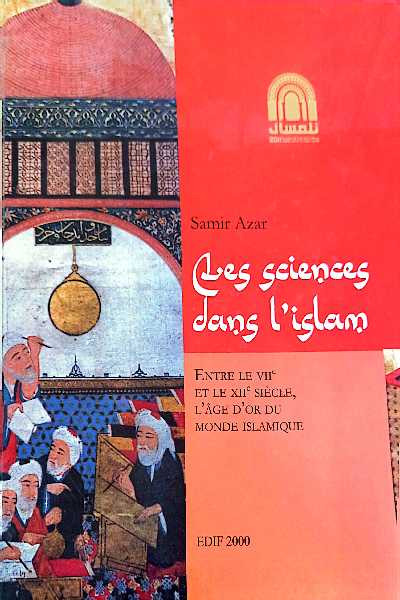 تلمسان
Samir Azar
Les sciences
dans l'islam
ENTRE LE VIIᵉ
ET LE XIIᵉ SIÈCLE,
L'ÂGE D'OR DU
MONDE ISLAMIQUE
EDIF 2000